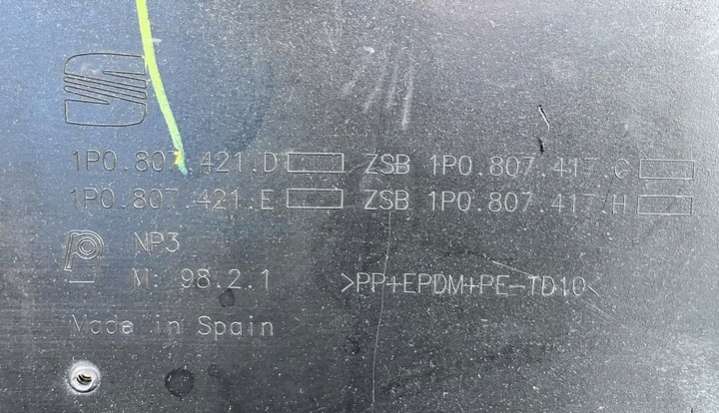 1P0.807.421.D ZSB 1P0.807.417.G
1P0.807.421.E ZSB 1P0.807.417.H
NP3
M: 98.2.1 >PP+EPDM+PE-TD10<
Made in Spain